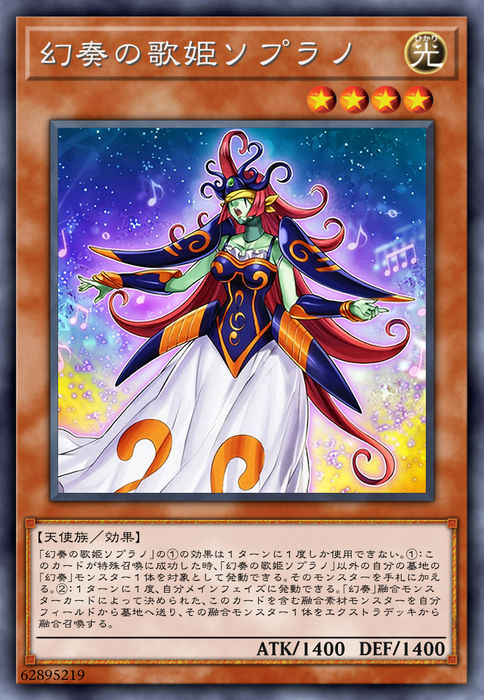 幻奏の歌姫ソプラノ
ひかり
光
【天使族／効果】
「幻奏の歌姫ソプラノ」の①の効果は１ターンに１度しか使用できない。①：こ
のカードが特殊召喚に成功した時、「幻奏の歌姫ソプラノ」以外の自分の墓地の
「幻奏」モンスター１体を対象として発動できる。そのモンスターを手札に加え
る。②：１ターンに１度、自分メインフェイズに発動できる。「幻奏」融合モンス
ターカードによって決められた、このカードを含む融合素材モンスターを自分
フィールドから墓地へ送り、その融合モンスター１体をエクストラデッキから
融合召喚する。
ATK/1400 DEF/1400
62895219